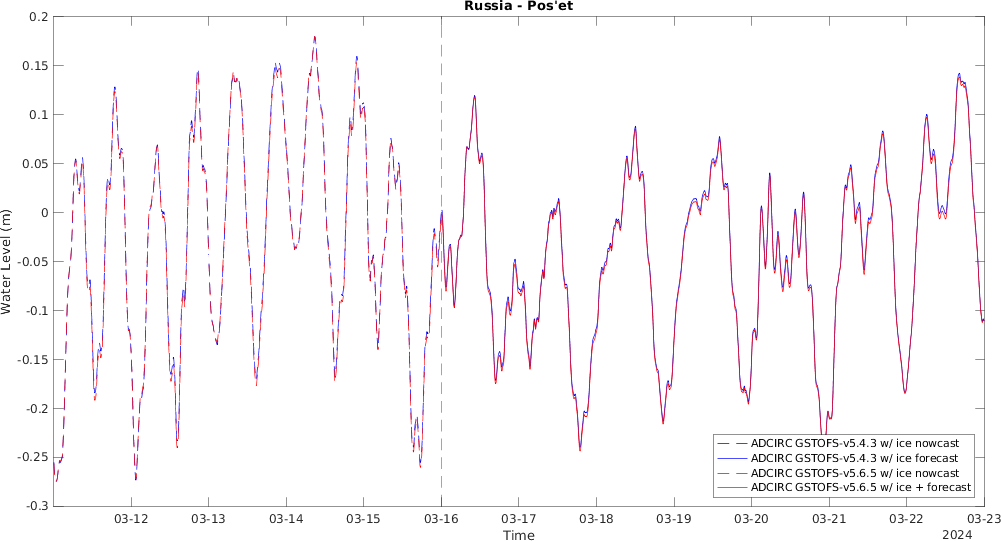 Russia - Pos'et
0.2
0.15
0.1
0.05
0
-0.05
-0.1
-0.15
-0.2
-0.25
-0.3
Water Level (m)
ADCIRC GSTOFS-v5.4.3 w/ ice nowcast
ADCIRC GSTOFS-v5.4.3 w/ ice forecast
ADCIRC GSTOFS-v5.6.5 w/ ice nowcast
ADCIRC GSTOFS-v5.6.5 w/ ice + forecast
03-12 03-13 03-14 03-15 03-16 03-17 03-18 03-19 03-20 03-21 03-22 03-23
Time
2024